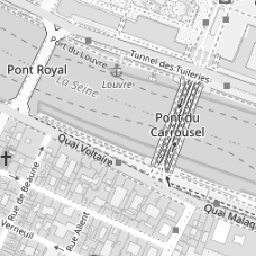 Port du Louvre
Tunnel des Tuileries
Pont Royal
Louvre
La Seine
Pont du
Carrousel
Quai Voltaire
Rue de Beaune
Rue Allent
Verneuil
Quai Malaq